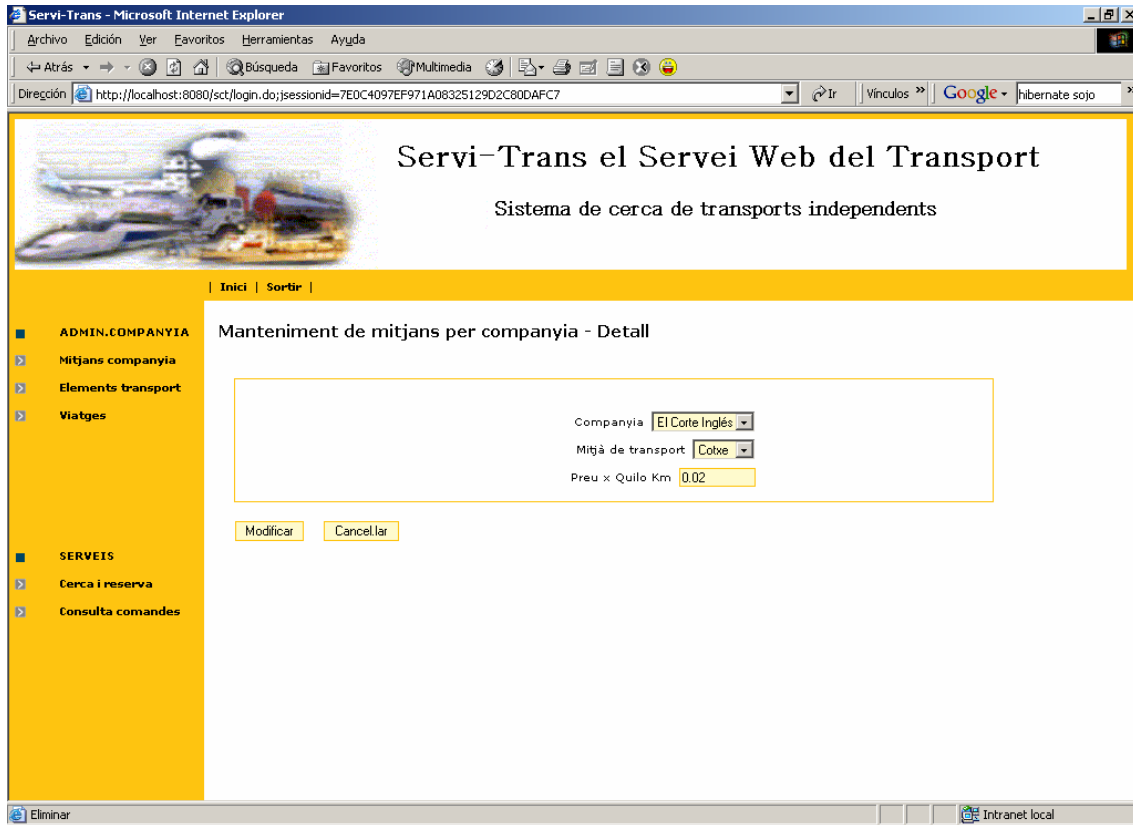 Servi-Trans - Microsoft Internet Explorer
Archivo Edición Ver Favoritos Herramientas Ayuda
Atrás Búsqueda Favoritos Multimedia
Dirección http://localhost:8080/sct/login.do;jsessionid=7E0C4097EF971A08325129D2C80DAFC7 Ir Vínculos » Google hibernate sojo »
Servi-Trans el Servei Web del Transport
Sistema de cerca de transports independents
| Inici | Sortir |
ADMIN.COMPANYIA
Mitjans companyia
Elements transport
Viatges
SERVEIS
Cerca i reserva
Consulta comandes
Manteniment de mitjans per companyia - Detall
Companyia El Corte Inglés
Mitjà de transport Cotxe
Preu x Quilo Km 0.02
Modificar Cancel.lar
Eliminar Intranet local